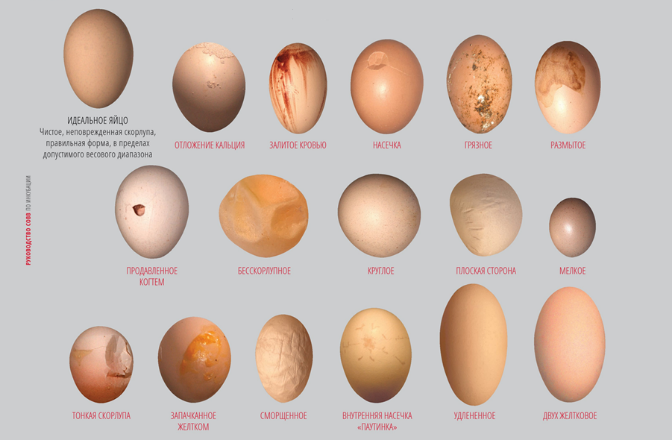 ИДЕАЛЬНОЕ ЯЙЦО
Чистое, неповрежденная скорлупа,
правильная форма, в пределах
допустимого весового диапазона
ОТЛОЖЕНИЕ КАЛЬЦИЯ
ЗАЛИТОЕ КРОВЬЮ
НАСЕЧКА
ГРЯЗНОЕ
РАЗМЫТОЕ
РУКОВОДСТВО COBB ПО ИНКУБАЦИИ
ПРОДАВЛЕННОЕ
КОГТЕМ
БЕССКОРЛУПНОЕ
КРУГЛОЕ
ПЛОСКАЯ СТОРОНА
МЕЛКОЕ
ТОНКАЯ СКОРЛУПА
ЗАПАЧКАННОЕ
ЖЕЛТКОМ
СМОРЩЕННОЕ
ВНУТРЕННЯЯ НАСЕЧКА
«ПАУТИНКА»
УДЛЕНЕННОЕ
ДВУХ ЖЕЛТКОВОЕ